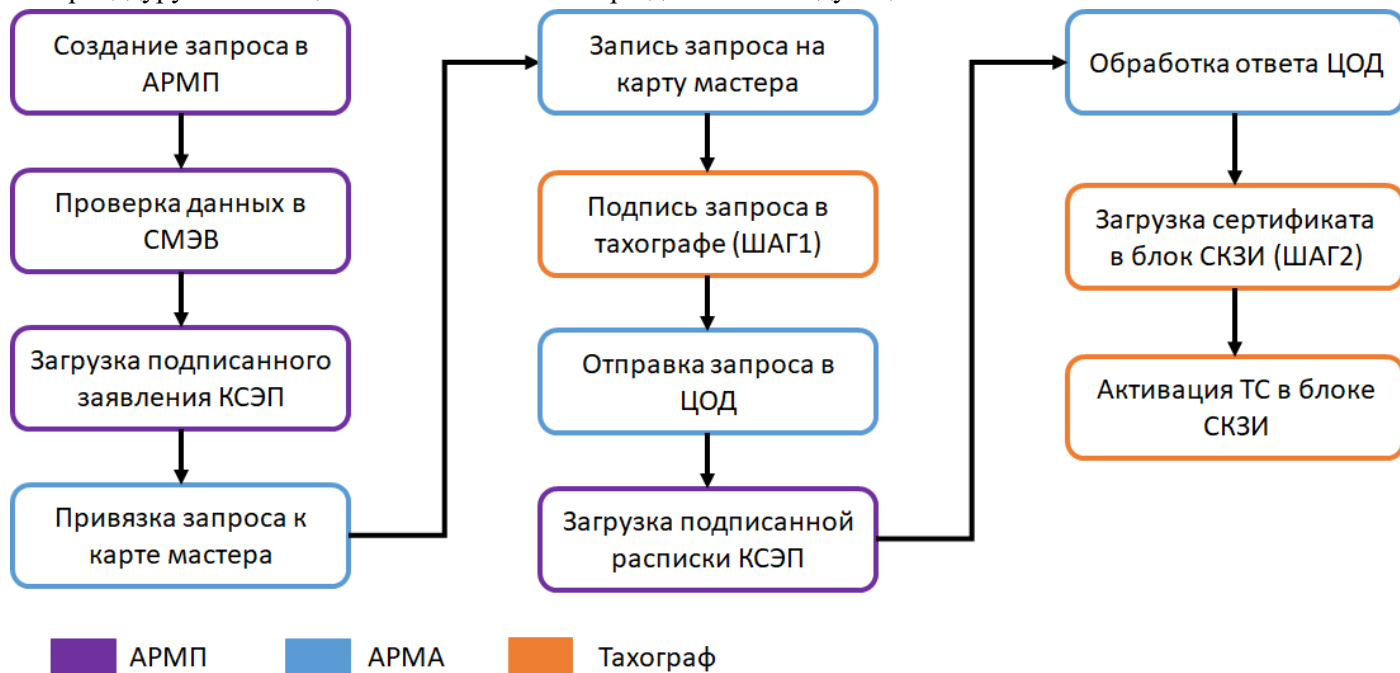 Создание запроса в
АРМП
Проверка данных в
СМЭВ
Загрузка подписанного
заявления КСЭП
Привязка запроса к
карте мастера
Запись запроса на
карту мастера
Подпись запроса в
тахографе (ШАГ1)
Отправка запроса в
ЦОД
Загрузка подписанной
расписки КСЭП
Обработка ответа ЦОД
Загрузка сертификата
в блок СКЗИ (ШАГ2)
Активация ТС в блоке
СКЗИ
АРМП
АРМА
Тахограф